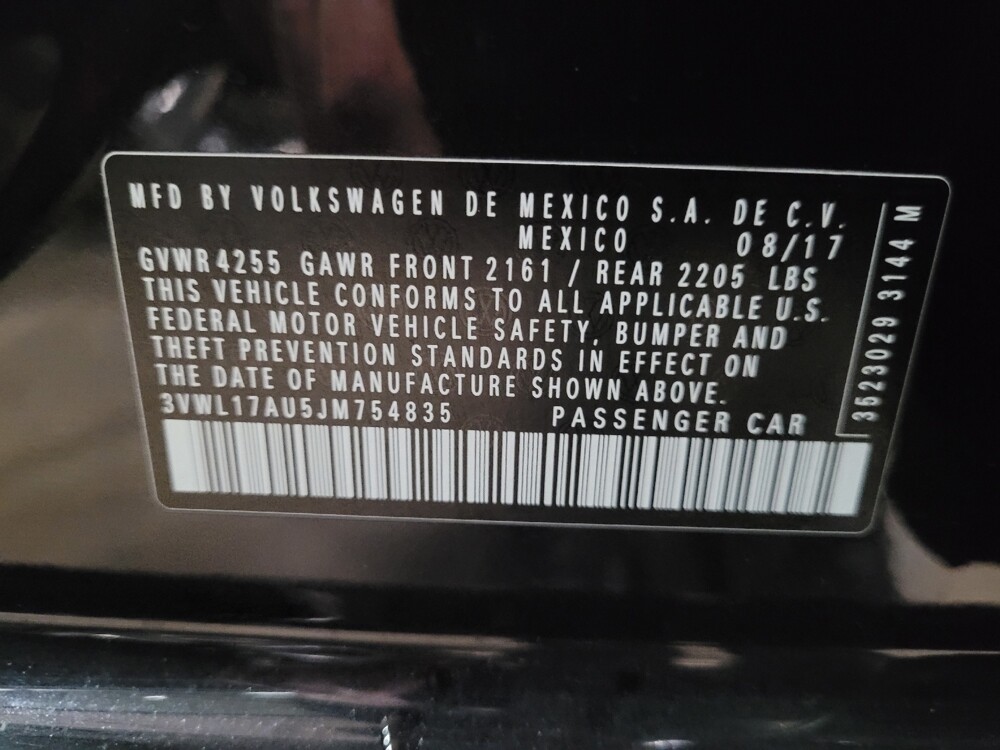 MFD BY VOLKSWAGEN DE MEXICO S.A. DE C.V.
MEXICO 08/17
GVWR 4255 GAWR FRONT 2161 / REAR 2205 LBS
THIS VEHICLE CONFORMS TO ALL APPLICABLE U.S.
FEDERAL MOTOR VEHICLE SAFETY, BUMPER AND
THEFT PREVENTION STANDARDS IN EFFECT ON
THE DATE OF MANUFACTURE SHOWN ABOVE.
3VWL17AU5JM754835 PASSENGER CAR
3523029 3144 M